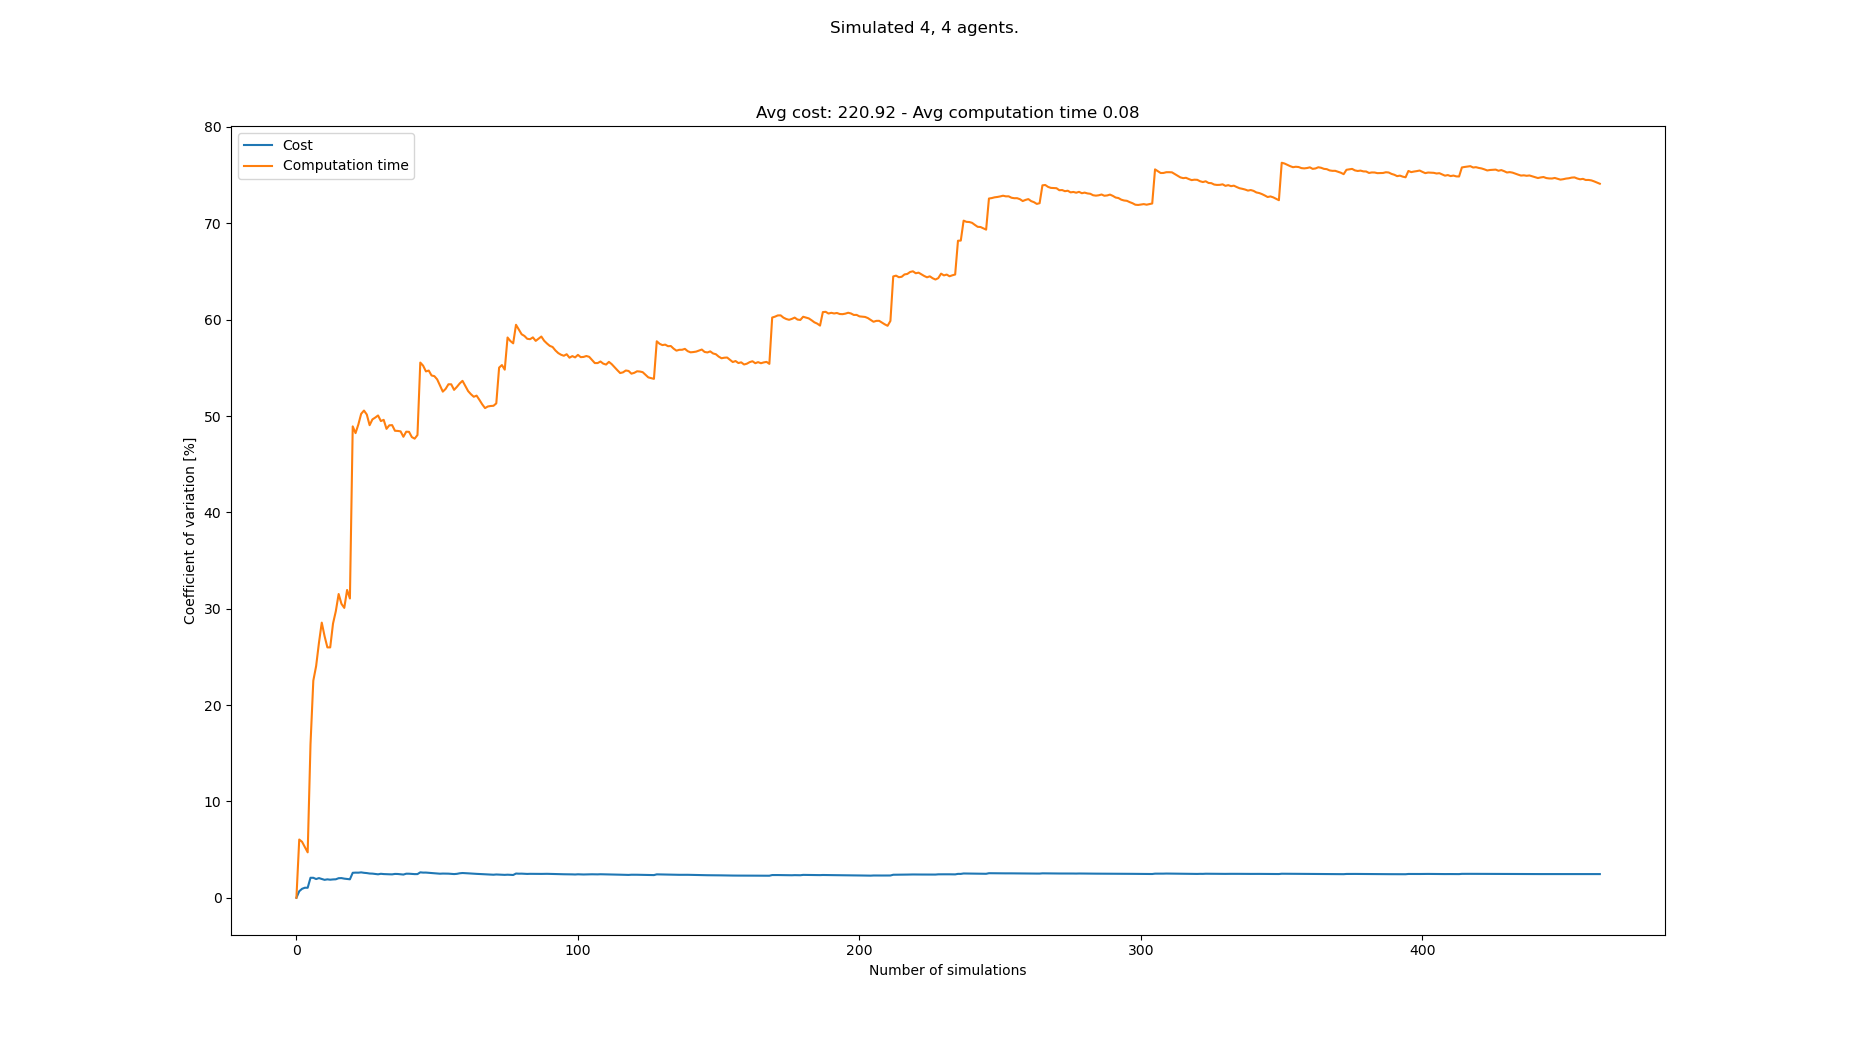 Simulated 4, 4 agents.
Avg cost: 220.92 - Avg computation time 0.08
Cost
Computation time
80
70
60
50
40
30
20
10
0
Coefficient of variation [%]
0 100 200 300 400
Number of simulations